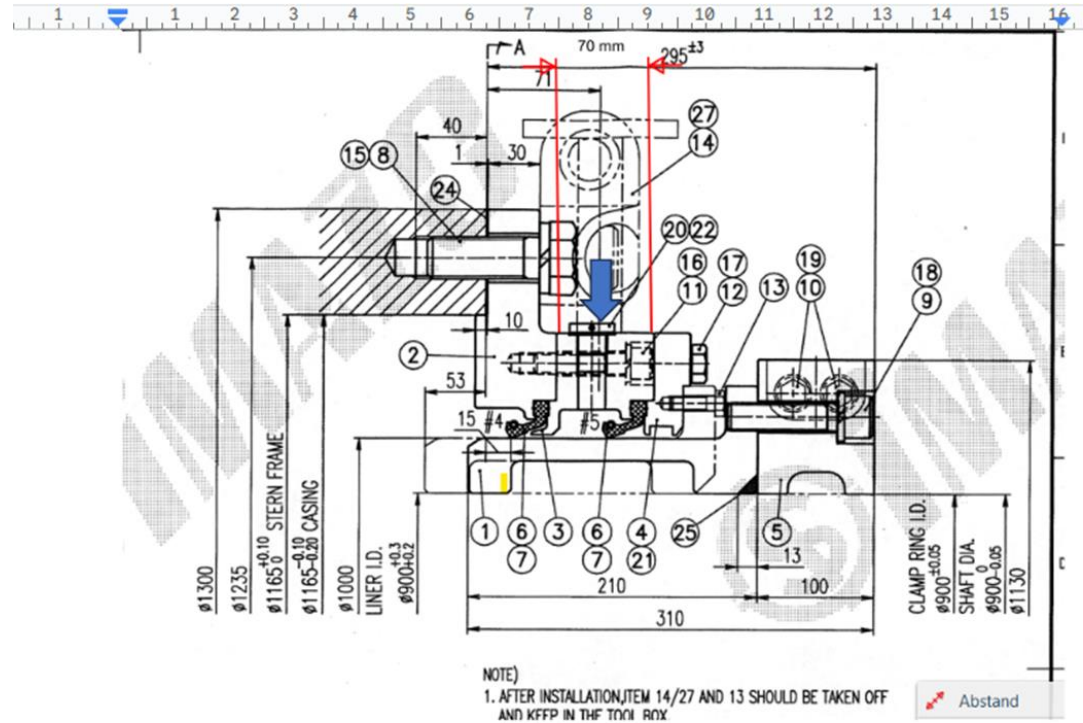 1 1 2 3 4 5 6 7 8 9 10 11 12 13 14 15 16
A 70 mm 295±3
71
40
1 30
27
14
15 8
24
20 22
16 17 19 18
11 12 13 10 9
10
2
53
15 #4 #5
1 6 3 6 4 25 5
7 7 21
13
210 100
310
ø1300
ø1235
ø1165 +0.10 0 STERN FRAME
ø1165 -0.10 -0.20 CASING
ø1000
LINER I.D.
ø900 +0.3 +0.2
CLAMP RING I.D.
ø900±0.05
SHAFT DIA.
ø900 0 -0.05
ø1130
IMATECH
NOTE)
1. AFTER INSTALLATION,ITEM 14/27 AND 13 SHOULD BE TAKEN OFF
AND KEEP IN THE TOOL BOX.
Abstand